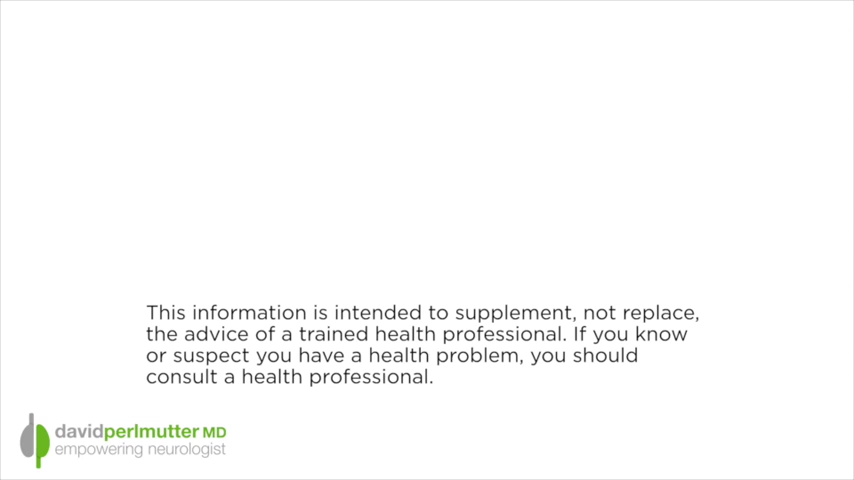 This information is intended to supplement, not replace,
the advice of a trained health professional. If you know
or suspect you have a health problem, you should
consult a health professional.
davidperlmutter MD
empowering neurologist